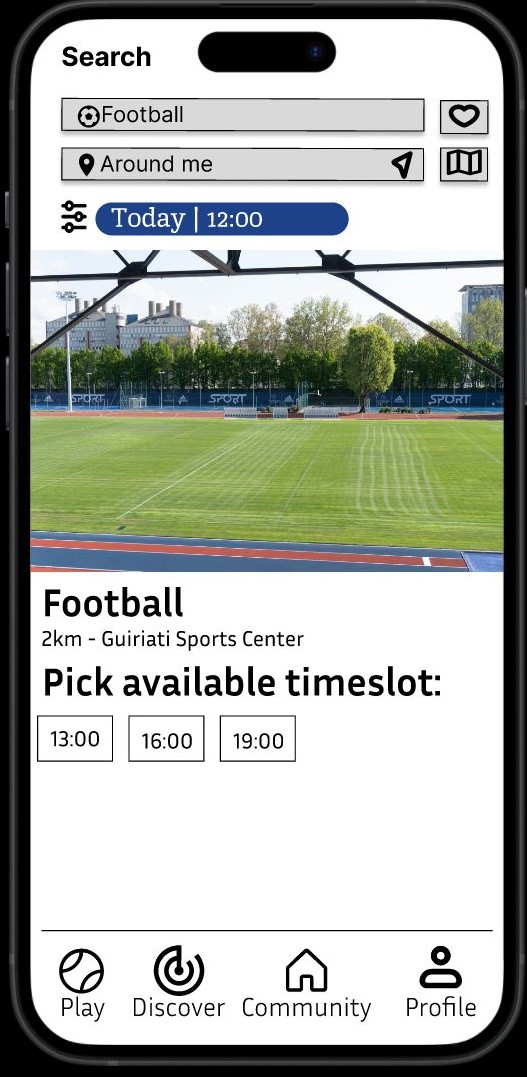 Search
Football
Around me
Today | 12:00
SPORT SPORT SPORT
Football
2km - Guiriati Sports Center
Pick available timeslot:
13:00 16:00 19:00
Play Discover Community Profile